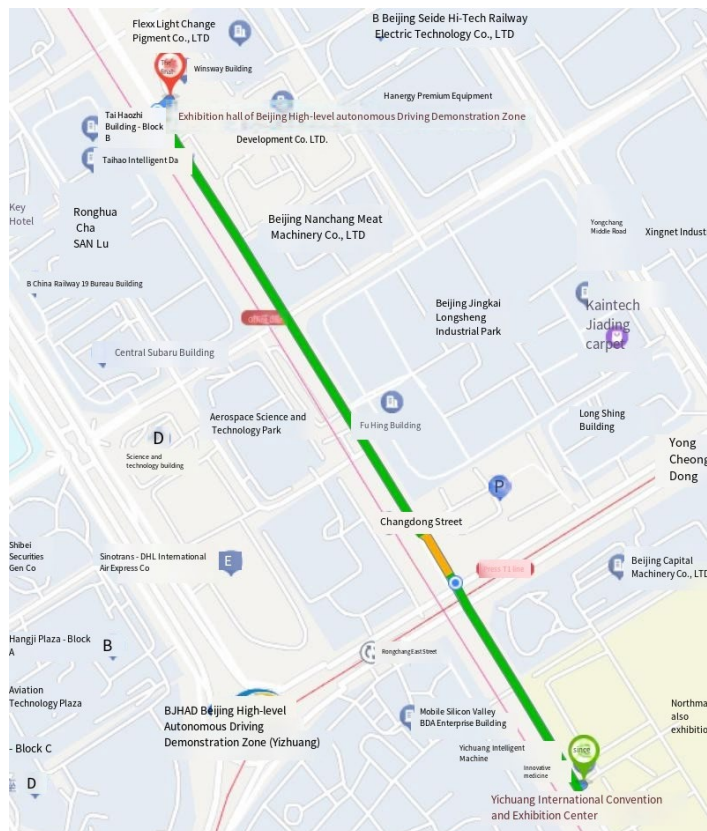 Flexx Light Change
Pigment Co., LTD
B Beijing Seide Hi-Tech Railway
Electric Technology Co., LTD
Winsway Building
Hanergy Premium Equipment
Tai Haozhi
Building - Block
B
Exhibition hall of Beijing High-level autonomous Driving Demonstration Zone
Development Co. LTD.
Taihao Intelligent Da
Key
Hotel
Ronghua
Cha
SAN Lu
Beijing Nanchang Meat
Machinery Co., LTD
Yongchang
Middle Road
Xingnet Indust
B China Railway 19 Bureau Building
Beijing Jingkai
Longsheng
Industrial Park
Kaintech
Jiading
carpet
Central Subaru Building
Aerospace Science and
Technology Park
Fu Hing Building
Long Shing
Building
D
Science and
technology building
Yong
Cheong
Dong
P
Changdong Street
Shibei
Securities
Gen Co
Sinotrans - DHL International
Air Express Co
E
Beijing Capital
Machinery Co., LTD
Hangji Plaza - Block
A
B
Rongchang East Street
Aviation
Technology Plaza
BJHAD Beijing High-level
Autonomous Driving
Demonstration Zone (Yizhuang)
Mobile Silicon Valley
BDA Enterprise Building
Northma
also
exhibitio
- Block C
Yichuang Intelligent
Machine
since
Innovative
medicine
D
Yichuang International Convention
and Exhibition Center